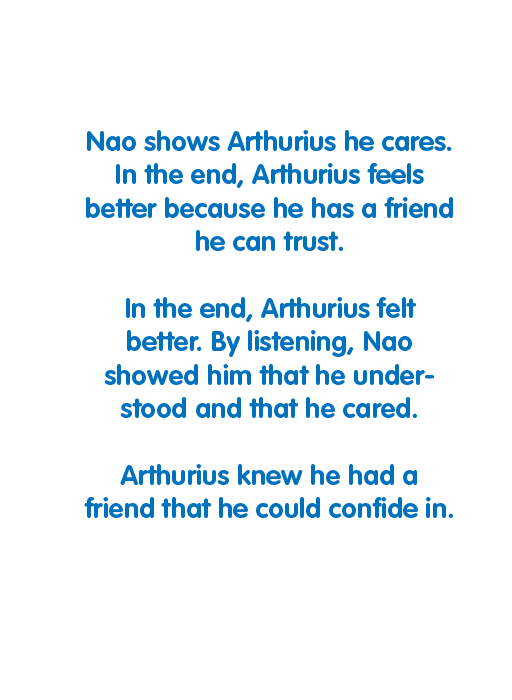 Nao shows Arthurius he cares.
In the end, Arthurius feels
better because he has a friend
he can trust.
In the end, Arthurius felt
better. By listening, Nao
showed him that he under-
stood and that he cared.
Arthurius knew he had a
friend that he could confide in.